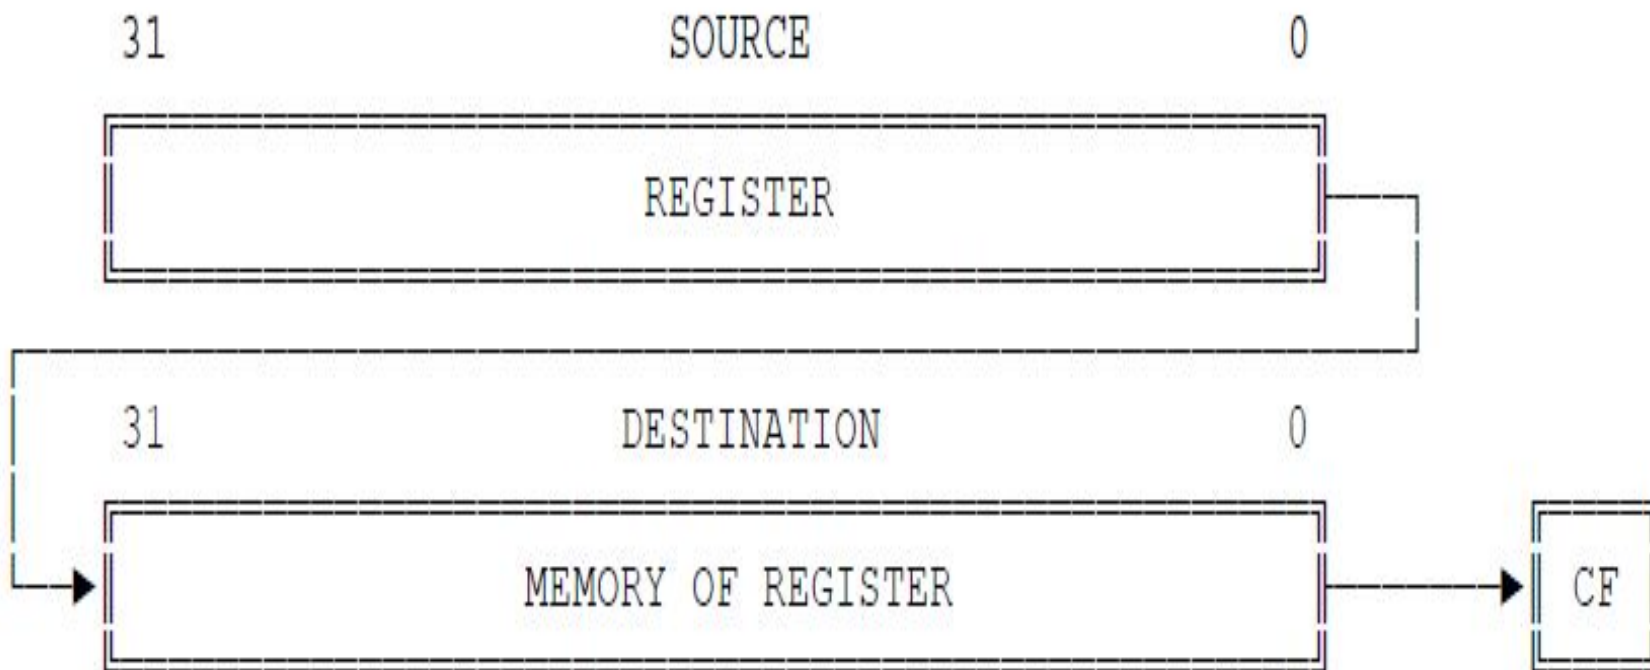 31 SOURCE 0
REGISTER
31 DESTINATION 0
MEMORY OF REGISTER CF